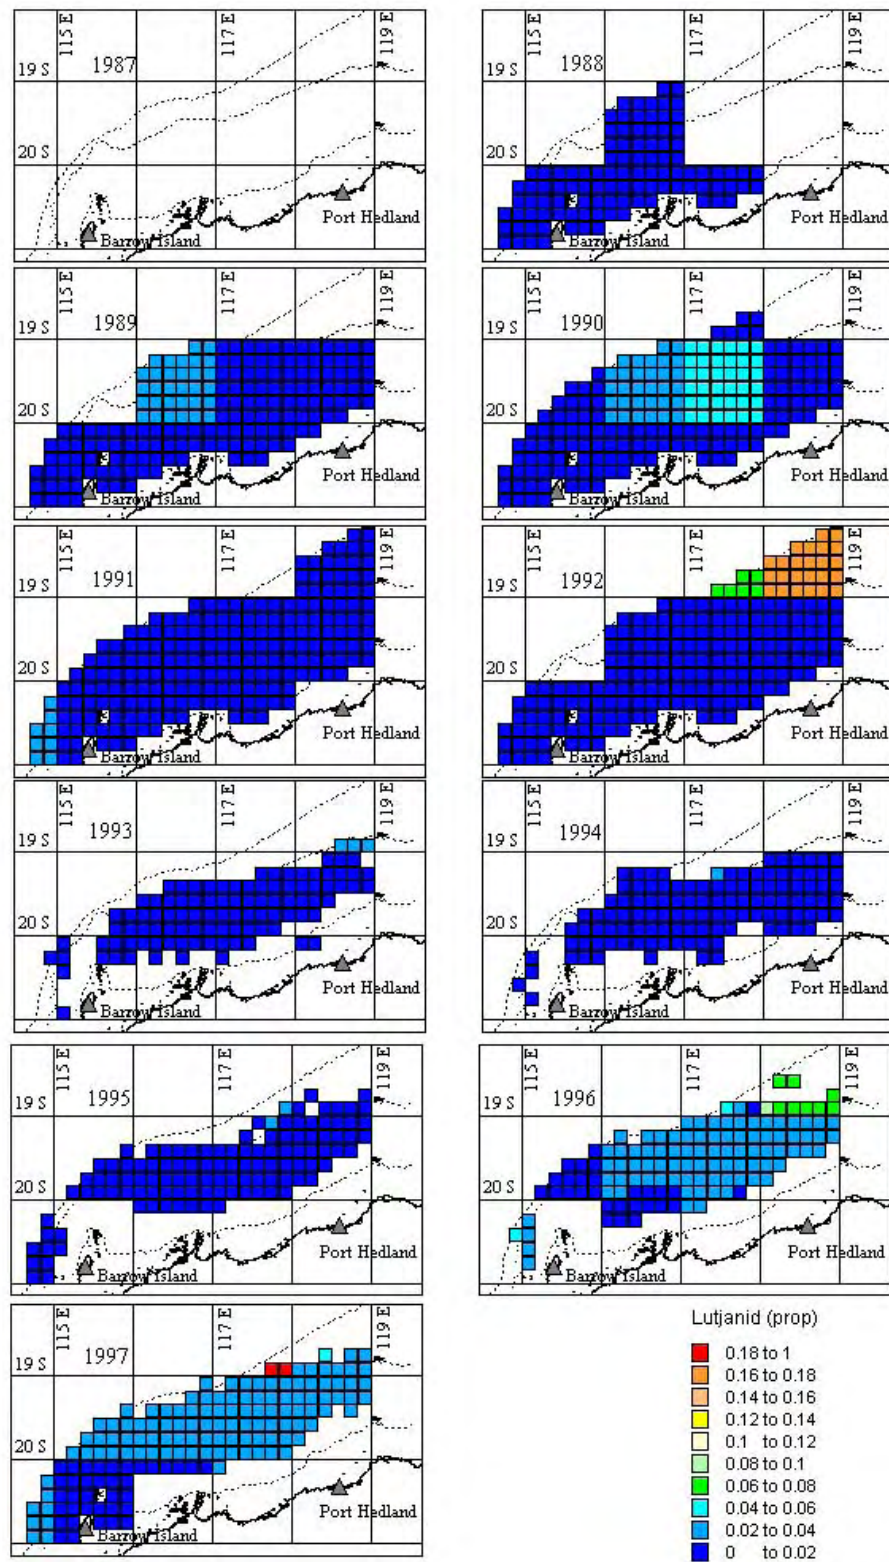 115 E
117 E
119 E
19 S
1987
20 S
Port Hedland
Barrow Island
115 E
117 E
119 E
19 S
1988
20 S
Port Hedland
Barrow Island
115 E
117 E
119 E
19 S
1989
20 S
Port Hedland
Barrow Island
115 E
117 E
119 E
19 S
1990
20 S
Port Hedland
Barrow Island
115 E
117 E
119 E
19 S
1991
20 S
Port Hedland
Barrow Island
115 E
117 E
119 E
19 S
1992
20 S
Port Hedland
Barrow Island
115 E
117 E
119 E
19 S
1993
20 S
Port Hedland
Barrow Island
115 E
117 E
119 E
19 S
1994
20 S
Port Hedland
Barrow Island
115 E
117 E
119 E
19 S
1995
20 S
Port Hedland
Barrow Island
115 E
117 E
119 E
19 S
1996
20 S
Port Hedland
Barrow Island
115 E
117 E
119 E
19 S
1997
20 S
Port Hedland
Barrow Island
Lutjanid (prop)
0.18 to 1
0.16 to 0.18
0.14 to 0.16
0.12 to 0.14
0.1 to 0.12
0.08 to 0.1
0.06 to 0.08
0.04 to 0.06
0.02 to 0.04
0 to 0.02